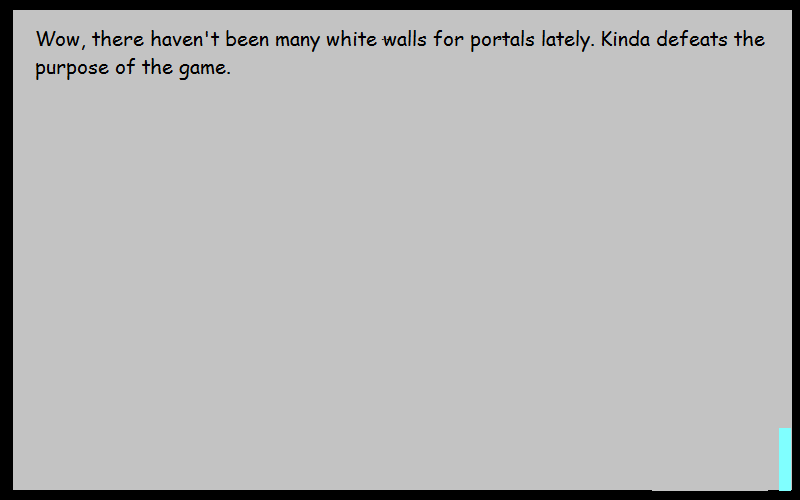 Wow, there haven't been many white walls for portals lately. Kinda defeats the
purpose of the game.